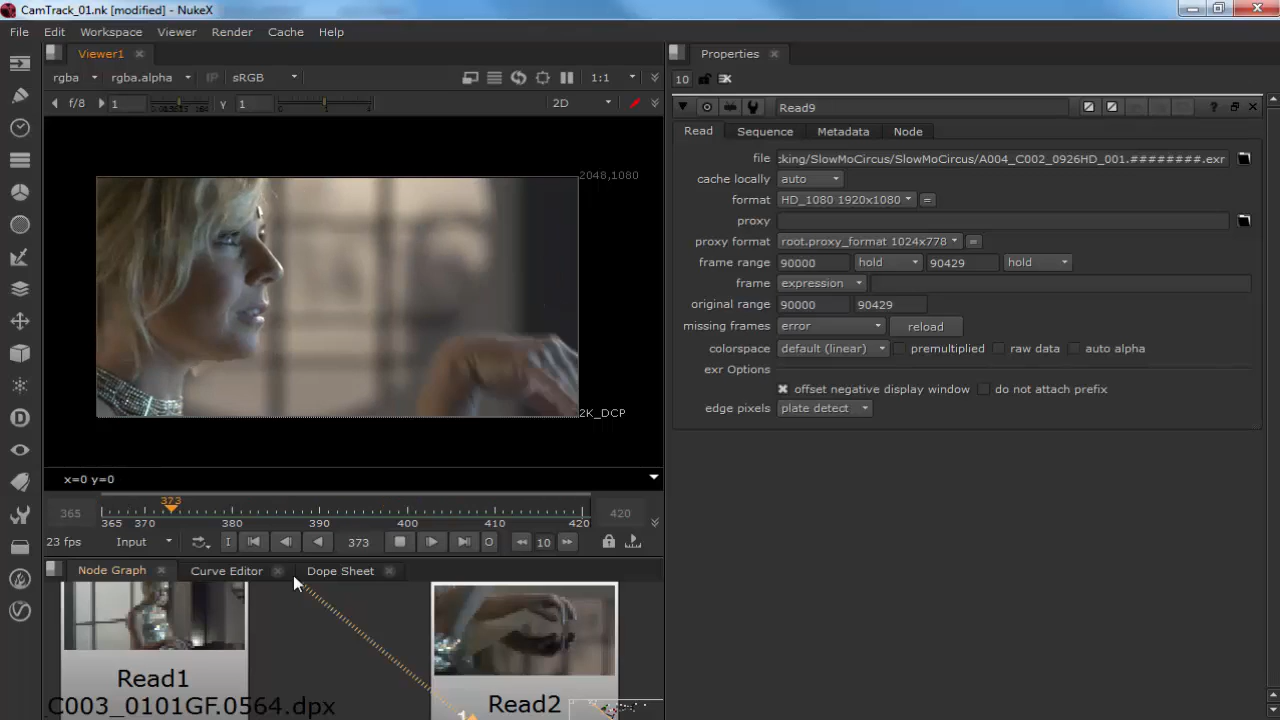 CamTrack_01.nk [modified] - NukeX
File Edit Workspace Viewer Render Cache Help
Viewer1
rgba rgba.alpha IP sRGB 1:1
f/8 1 γ 1 2D
2048,1080
2K_DCP
x=0 y=0
373
365 365 370 380 390 400 410 420 420
23 fps Input I 373 O 10
Node Graph Curve Editor Dope Sheet
Read1
Read2
C003_0101GF.0564.dpx
1
Properties
10
Read9 ?
Read Sequence Metadata Node
file :king/SlowMoCircus/SlowMoCircus/A004_C002_0926HD_001.########.exr
cache locally auto
format HD_1080 1920x1080 =
proxy
proxy format root.proxy_format 1024x778 =
frame range 90000 hold 90429 hold
frame expression
original range 90000 90429
missing frames error reload
colorspace default (linear) premultiplied raw data auto alpha
exr Options
offset negative display window do not attach prefix
edge pixels plate detect